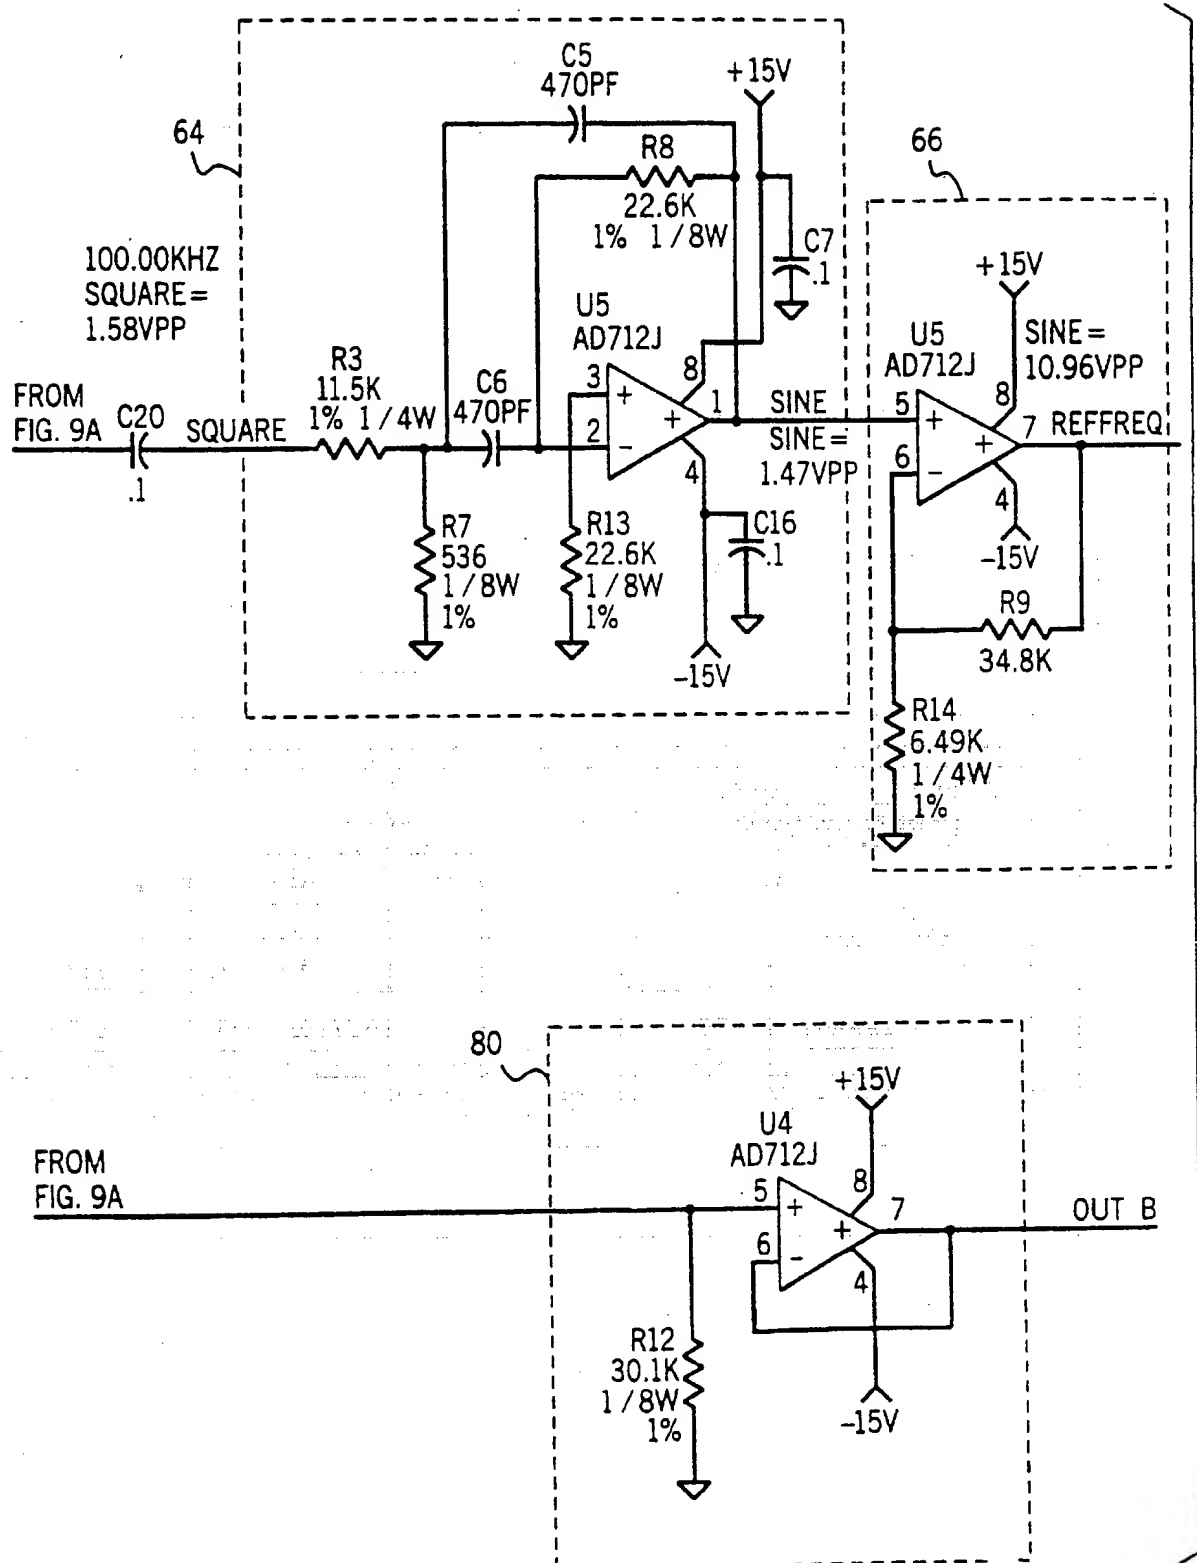 C5
470PF
+15V
64
R8
22.6K
1% 1/8W
66
C7
.1
100.00KHZ
SQUARE=
1.58VPP
+15V
U5
AD712J
U5
AD712J
SINE=
10.96VPP
R3
11.5K
1% 1/4W
C6
470PF
3
+
8
+
1
2
-
4
FROM
FIG. 9A
C20
.1
SQUARE
SINE
SINE=
1.47VPP
5
+
8
+
7
REFFREQ
6
-
4
-15V
R7
536
1/8W
1%
R13
22.6K
1/8W
1%
C16
.1
-15V
R9
34.8K
R14
6.49K
1/4W
1%
80
+15V
U4
AD712J
FROM
FIG. 9A
5
+
8
+
7
OUT B
6
-
4
R12
30.1K
1/8W
1%
-15V